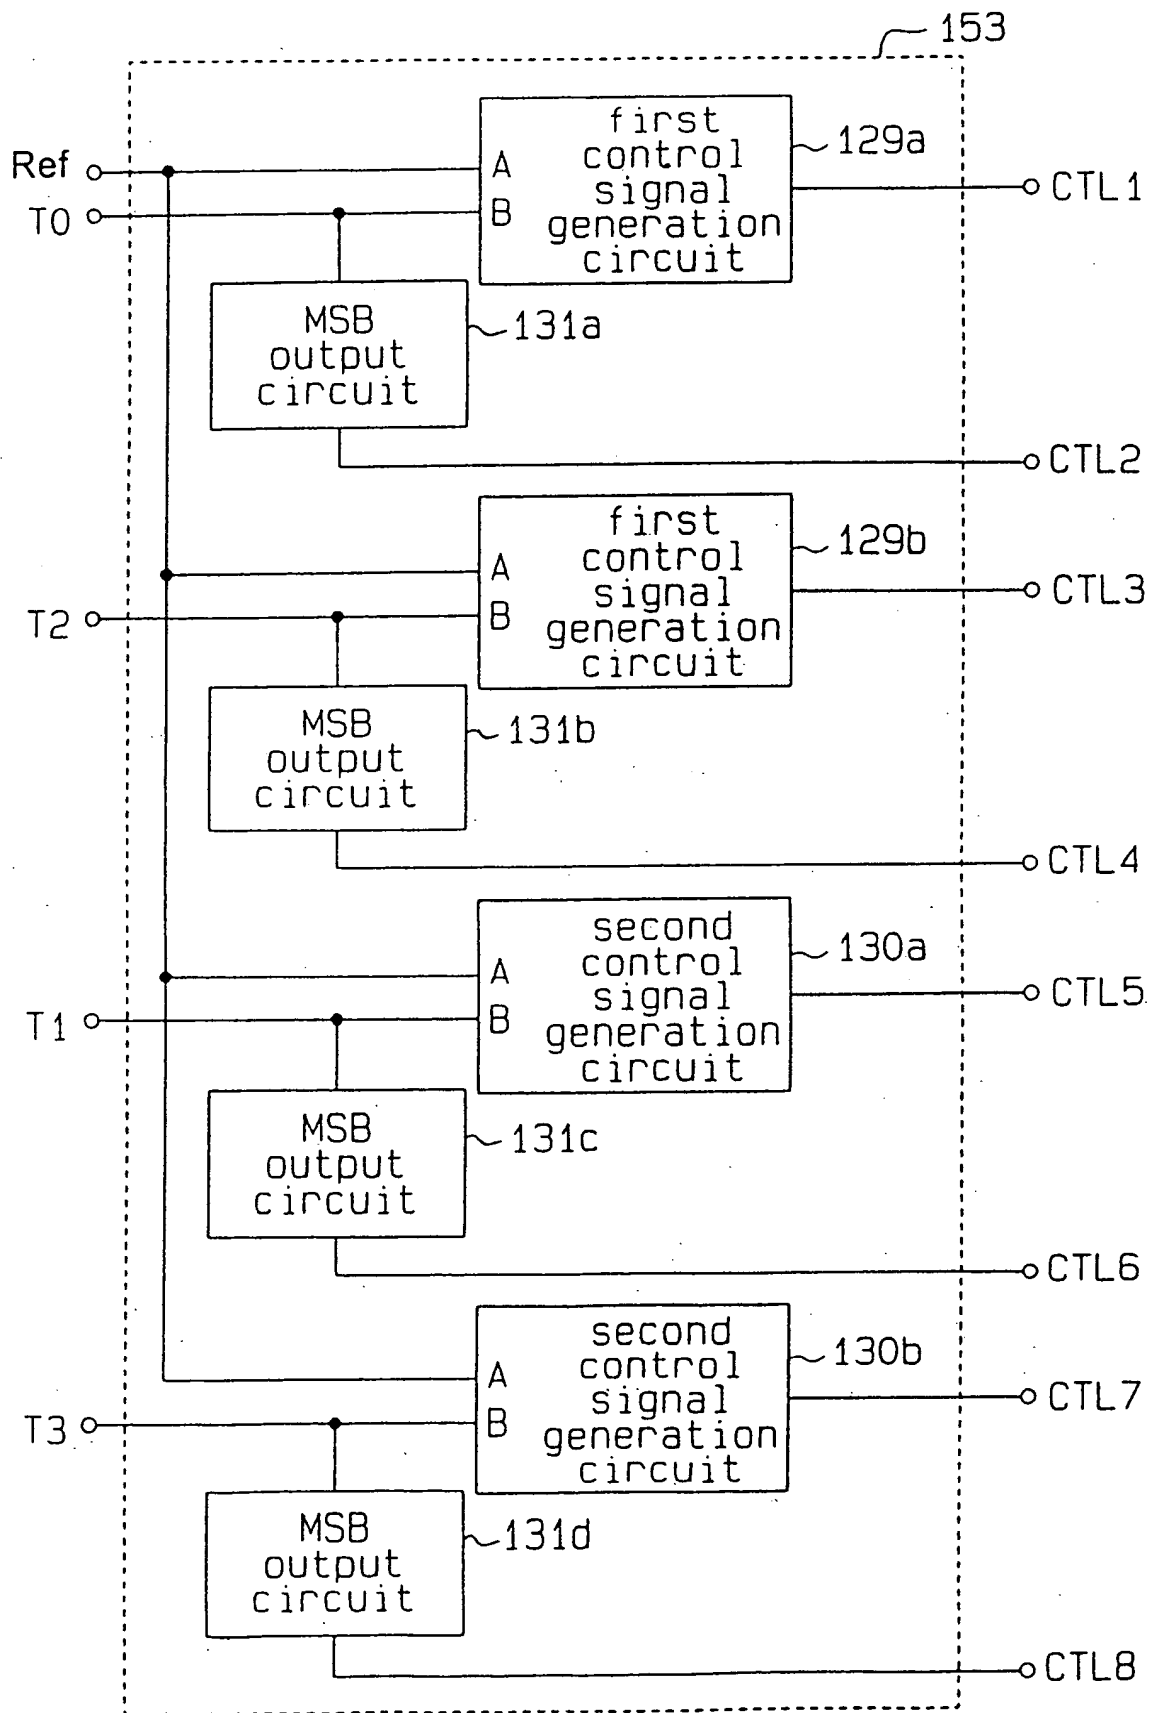 153
first
control
signal
generation
circuit
129a
Ref
A
CTL1
T0
B
MSB
output
circuit
131a
CTL2
first
control
signal
generation
circuit
129b
A
CTL3
T2
B
MSB
output
circuit
131b
CTL4
second
control
signal
generation
circuit
130a
A
CTL5
T1
B
MSB
output
circuit
131c
CTL6
second
control
signal
generation
circuit
130b
A
CTL7
T3
B
MSB
output
circuit
131d
CTL8